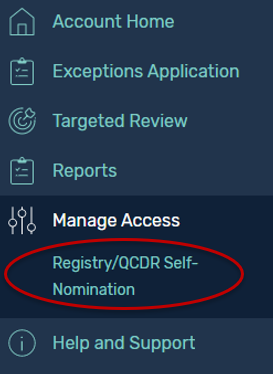 Account Home
Exceptions Application
Targeted Review
Reports
Manage Access
Registry/QCDR Self-
Nomination
Help and Support